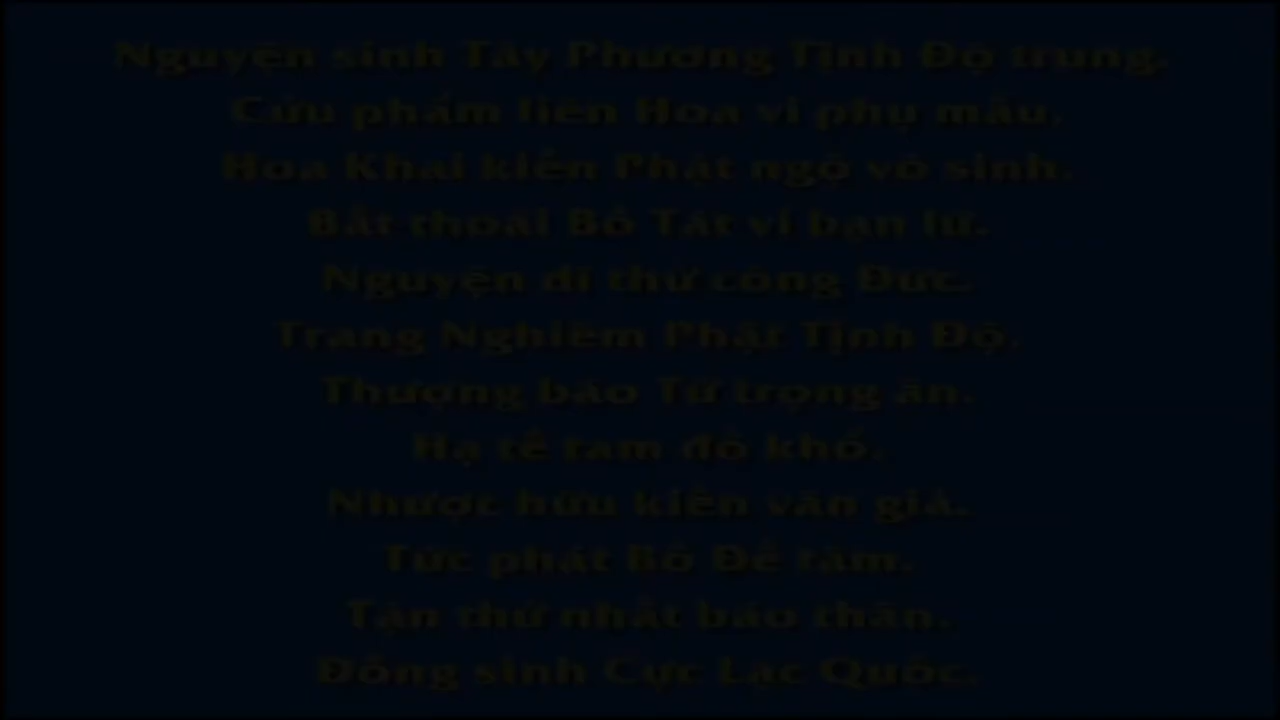 Nguyện sinh Tây Phương Tịnh Độ trung.
Cửu phẩm liên Hoa vi phụ mẫu.
Hoa Khai kiến Phật ngộ vô sinh.
Bất thoái Bồ Tát vi bạn lữ.
Nguyện dĩ thử công Đức.
Trang Nghiêm Phật Tịnh Độ.
Thượng báo Tứ trọng ân.
Hạ tế tam đồ khổ.
Nhược hữu kiến văn giả.
Tức phát Bồ Đề tâm.
Tận thử nhất báo thân.
Đồng sinh Cực Lạc Quốc.